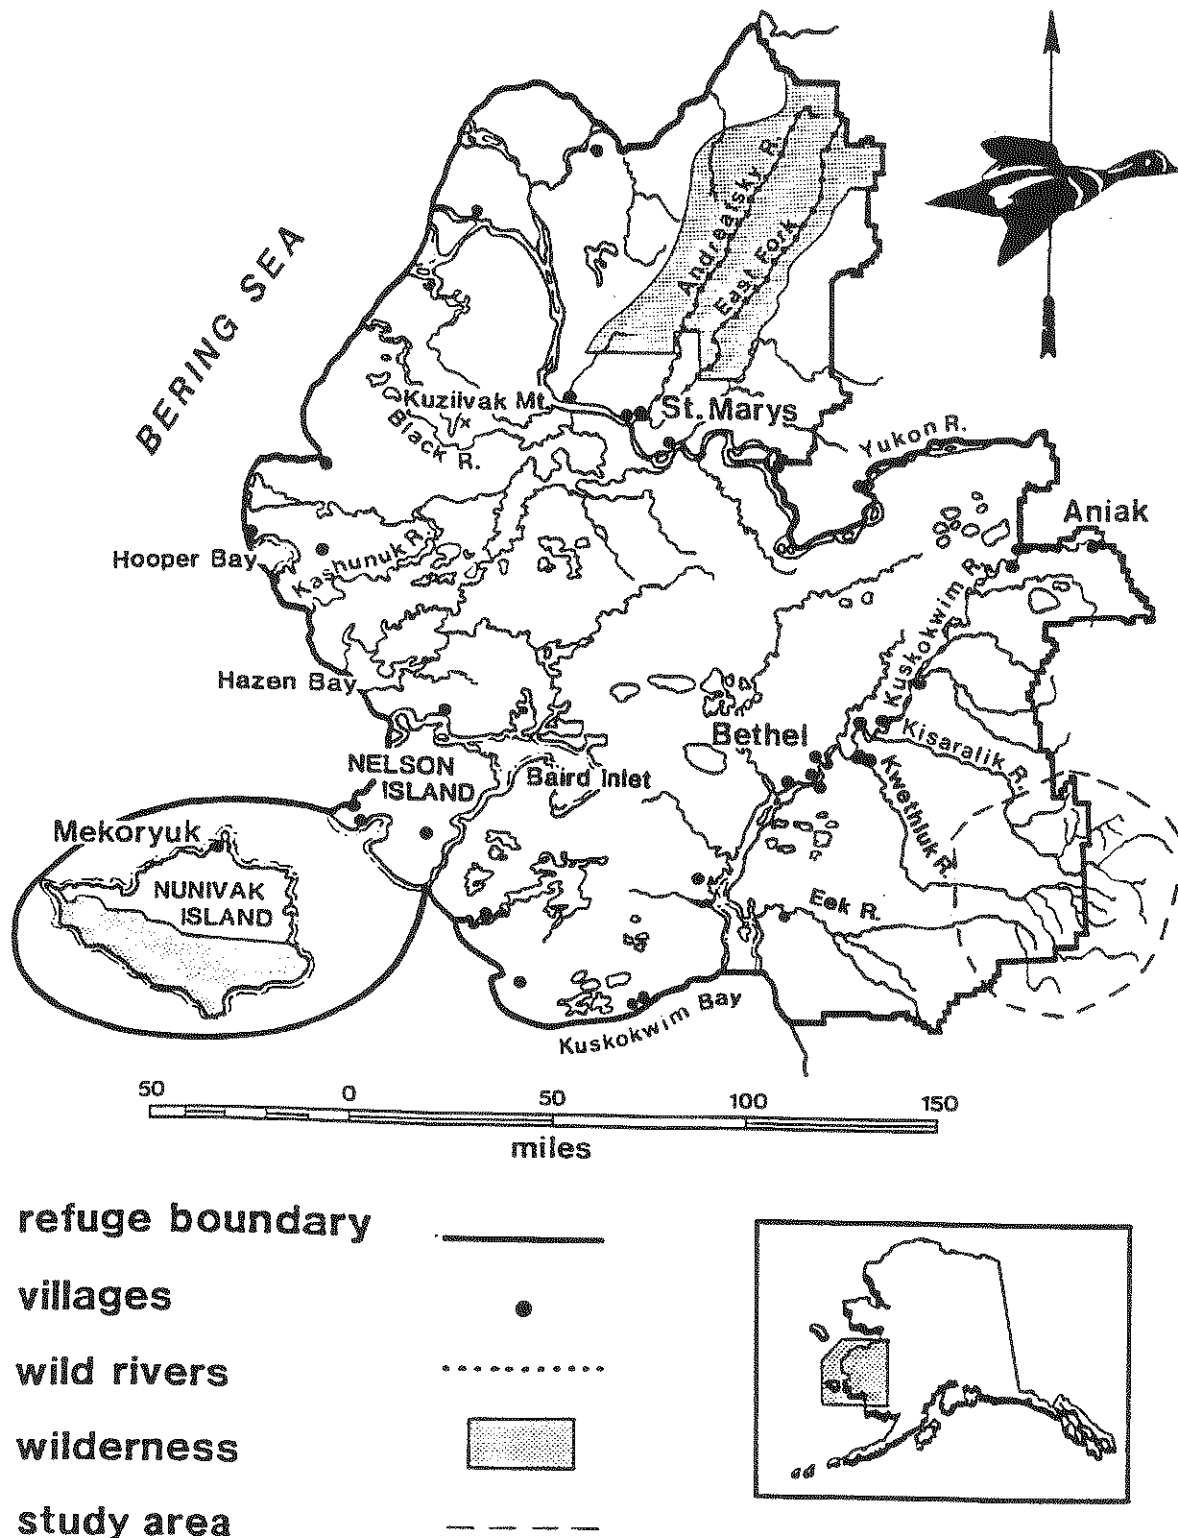 BERING SEA
Andreafsky R.
East Fork
Kuzilvak Mt.
x
Black R.
St. Marys
Yukon R.
Aniak
Hooper Bay
Kashunuk R.
Kuskokwim R.
Hazen Bay
Bethel
Kisaralik R.
NELSON
ISLAND
Baird Inlet
Kwethluk R.
Mekoryuk
NUNIVAK
ISLAND
Eek R.
Kuskokwim Bay
50 0 50 100 150
miles
refuge boundary
villages
wild rivers
wilderness
study area